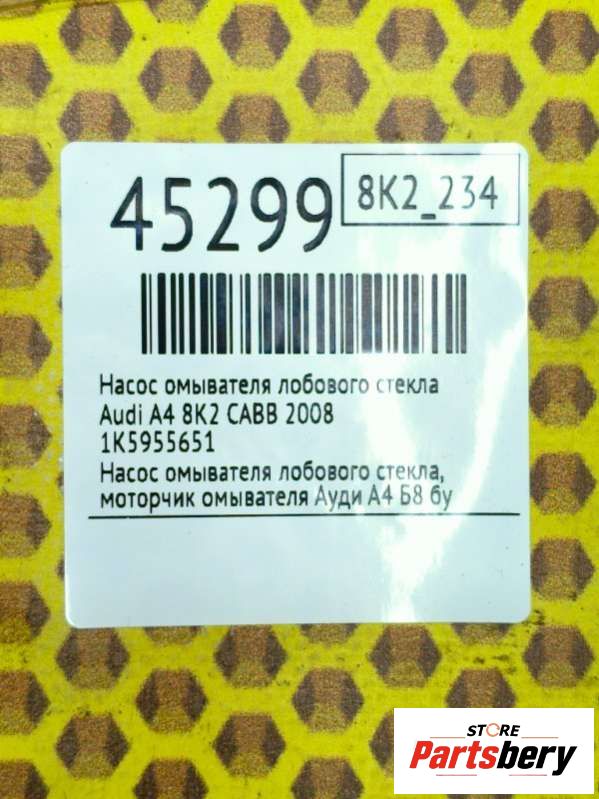 45299
8K2_234
Насос омывателя лобового стекла
Audi A4 8K2 CABB 2008
1K5955651
Насос омывателя лобового стекла,
моторчик омывателя Ауди А4 Б8 бу
STORE
Partsbery